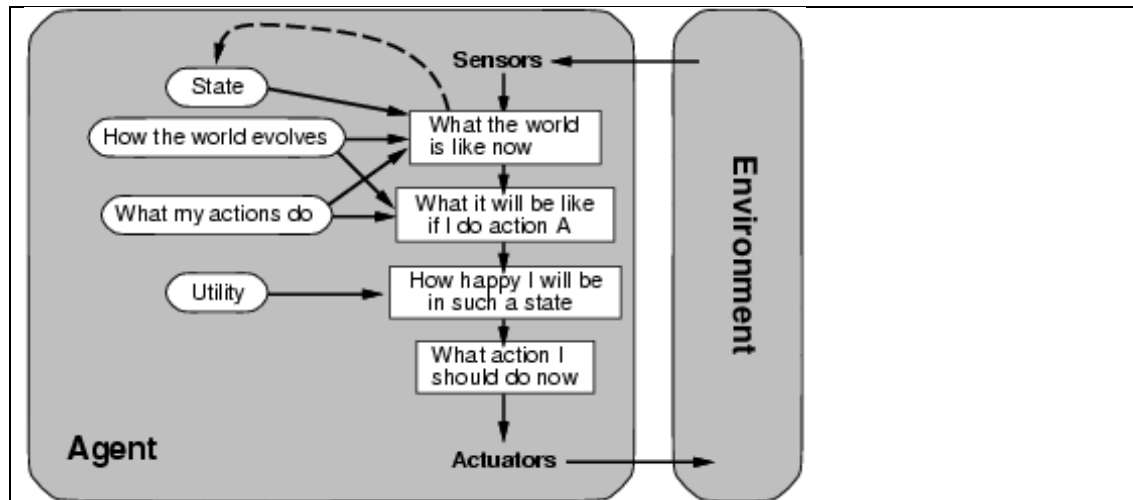 Sensors
State
What the world
is like now
How the world evolves
What it will be like
if I do action A
What my actions do
How happy I will be
in such a state
Utility
What action I
should do now
Agent
Actuators
Environment